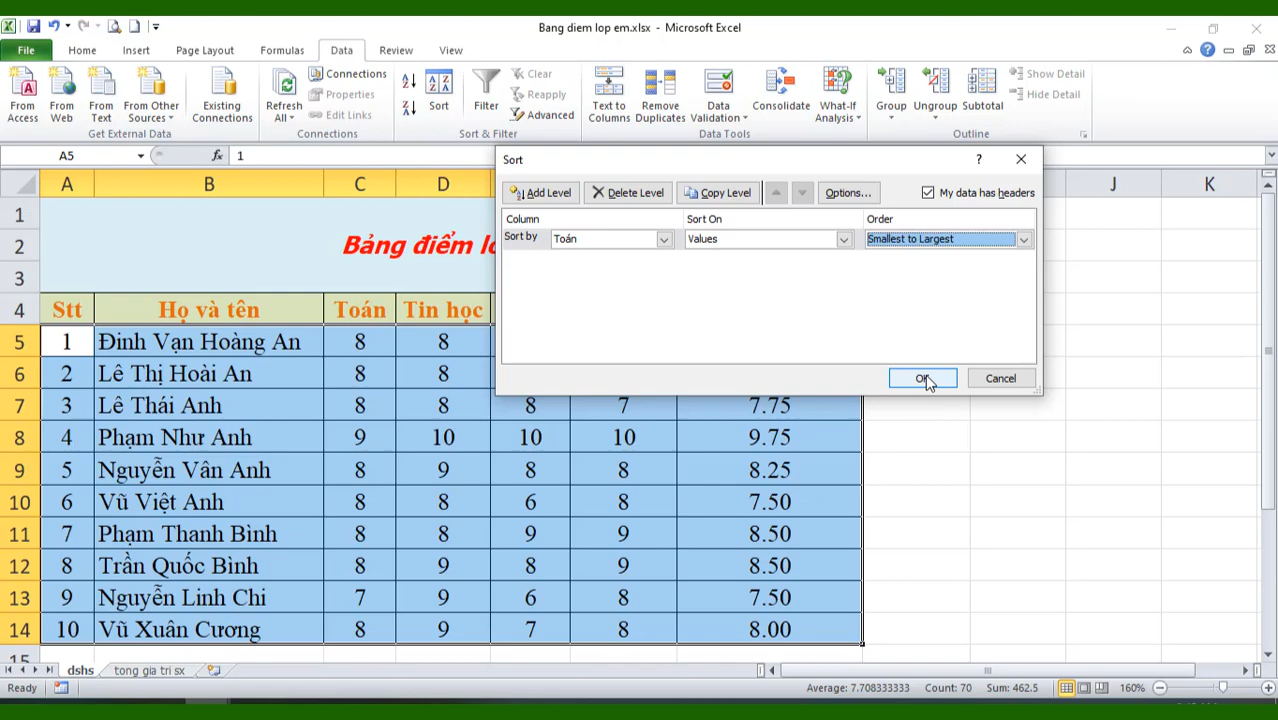 Bang diem lop em.xlsx - Microsoft Excel
File Home Insert Page Layout Formulas Data Review View
From Access
From Web
From Text
From Other Sources
Existing Connections
Get External Data
Refresh All
Connections
Properties
Edit Links
Connections
Sort
Filter
Clear
Reapply
Advanced
Sort & Filter
Text to Columns
Remove Duplicates
Data Validation
Consolidate
What-If Analysis
Data Tools
Group
Ungroup
Subtotal
Show Detail
Hide Detail
Outline
A5 fx 1
Sort ?
Add Level Delete Level Copy Level Options... My data has headers
Column Sort On Order
Sort by Toán Values Smallest to Largest
OK Cancel
A B C D J K
1
2 Bảng điểm
3
4 Stt Họ và tên Toán Tin học
5 1 Đinh Vạn Hoàng An 8 8
6 2 Lê Thị Hoài An 8 8
7 3 Lê Thái Anh 8 8 8 7 7.75
8 4 Phạm Như Anh 9 10 10 10 9.75
9 5 Nguyễn Vân Anh 8 9 8 8 8.25
10 6 Vũ Việt Anh 8 8 6 8 7.50
11 7 Phạm Thanh Bình 8 8 9 9 8.50
12 8 Trần Quốc Bình 8 9 8 9 8.50
13 9 Nguyễn Linh Chi 7 9 6 8 7.50
14 10 Vũ Xuân Cương 8 9 7 8 8.00
15
dshs tong gia tri sx
Ready Average: 7.708333333 Count: 70 Sum: 462.5 160%